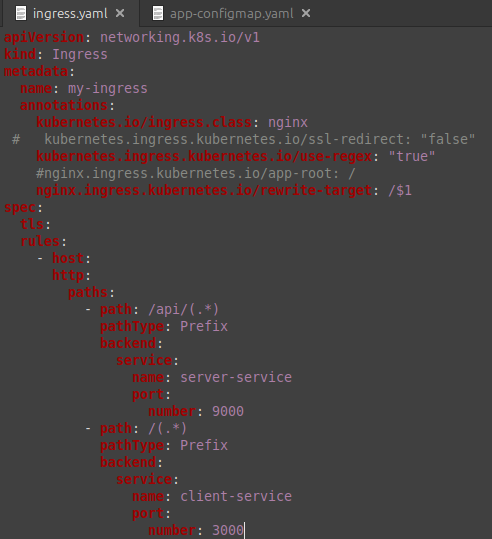 ingress.yaml × app-configmap.yaml ×
apiVersion: networking.k8s.io/v1
kind: Ingress
metadata:
  name: my-ingress
  annotations:
    kubernetes.io/ingress.class: nginx
 #   kubernetes.ingress.kubernetes.io/ssl-redirect: "false"
    kubernetes.ingress.kubernetes.io/use-regex: "true"
    #nginx.ingress.kubernetes.io/app-root: /
    nginx.ingress.kubernetes.io/rewrite-target: /$1
spec:
  tls:
  rules:
    - host:
      http:
        paths:
          - path: /api/(.*)
            pathType: Prefix
            backend:
              service:
                name: server-service
                port:
                  number: 9000
          - path: /(.*)
            pathType: Prefix
            backend:
              service:
                name: client-service
                port:
                  number: 3000